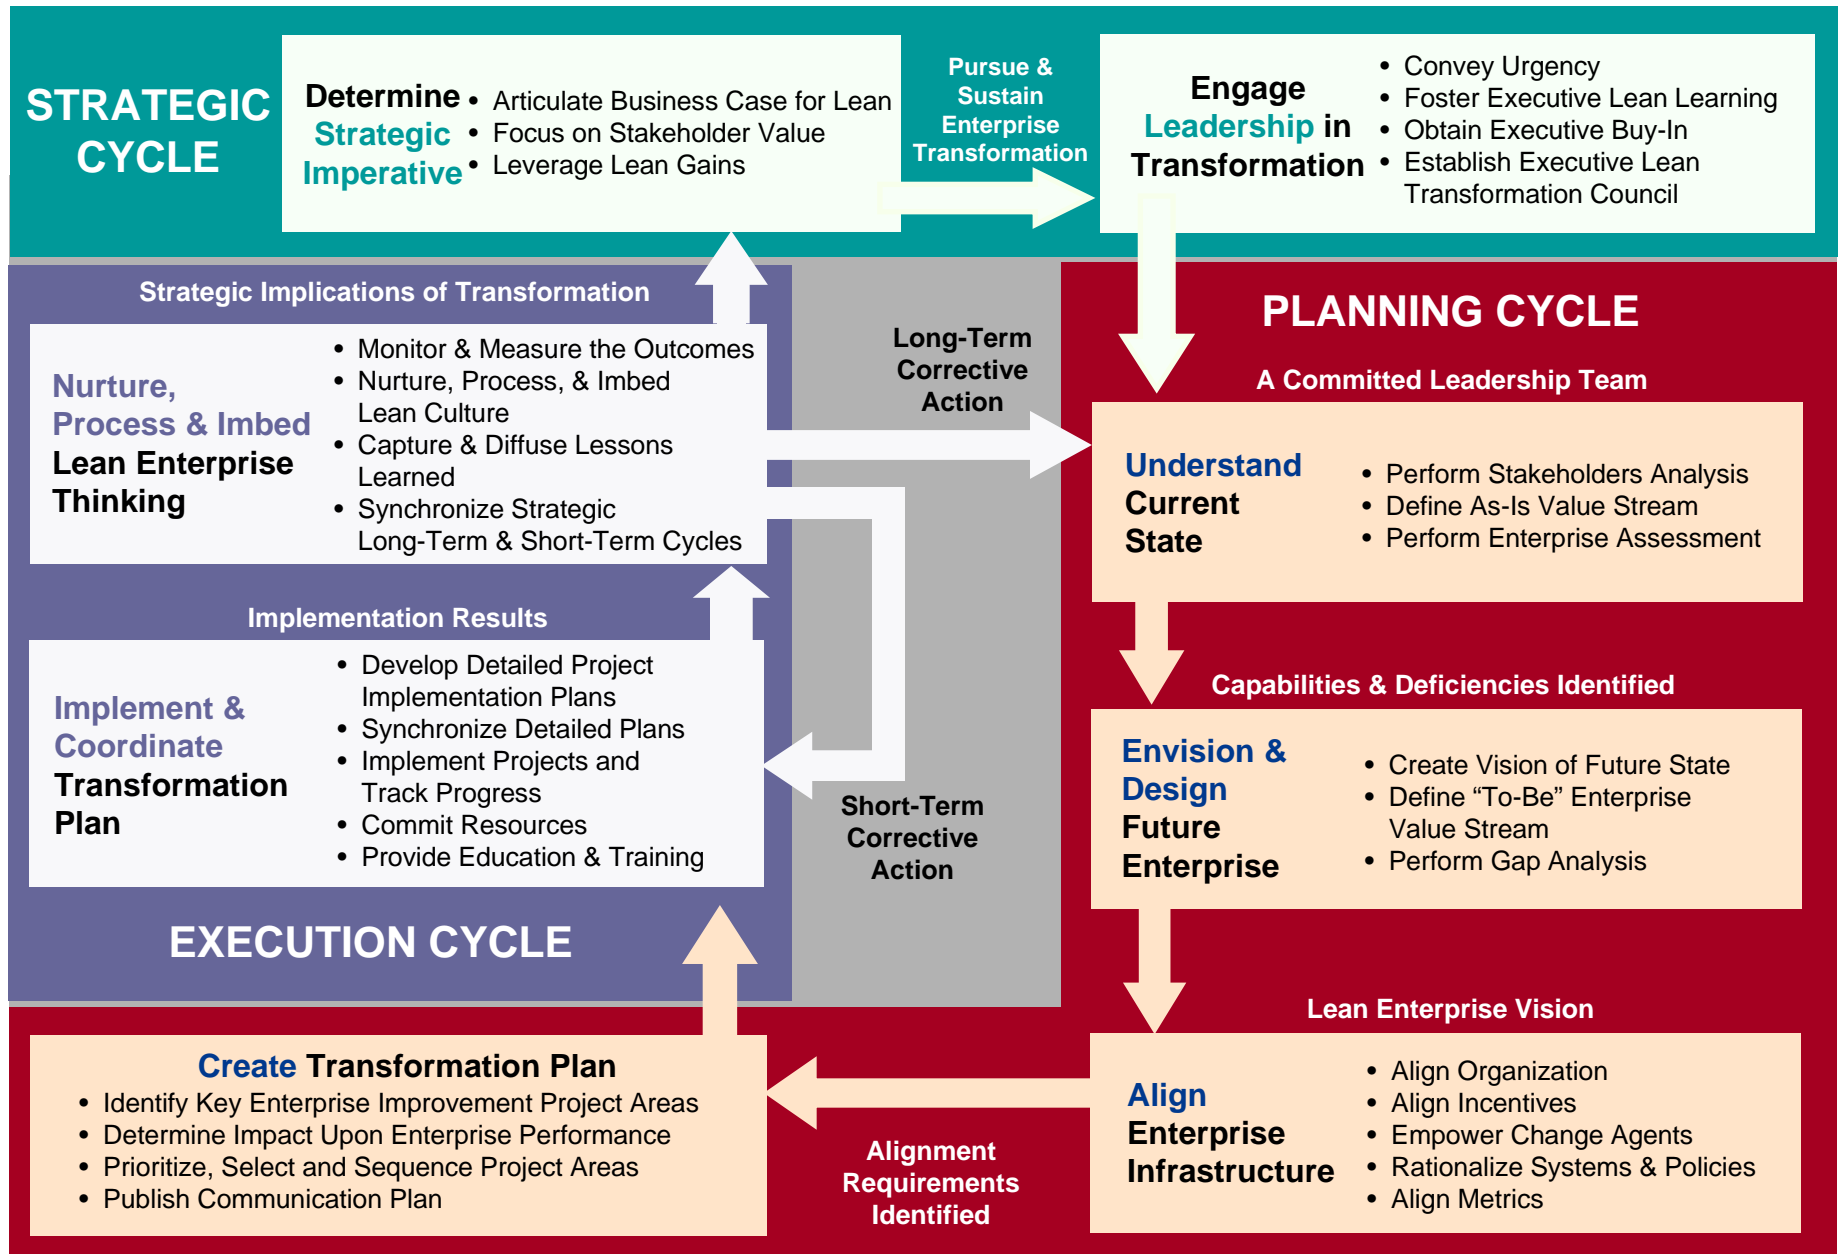 STRATEGIC
CYCLE
Determine
Strategic
Imperative
• Articulate Business Case for Lean
• Focus on Stakeholder Value
• Leverage Lean Gains
Pursue &
Sustain
Enterprise
Transformation
Engage
Leadership in
Transformation
• Convey Urgency
• Foster Executive Lean Learning
• Obtain Executive Buy-In
• Establish Executive Lean
Transformation Council
Strategic Implications of Transformation
Nurture,
Process & Imbed
Lean Enterprise
Thinking
• Monitor & Measure the Outcomes
• Nurture, Process, & Imbed
Lean Culture
• Capture & Diffuse Lessons
Learned
• Synchronize Strategic
Long-Term & Short-Term Cycles
Long-Term
Corrective
Action
PLANNING CYCLE
A Committed Leadership Team
Understand
Current
State
• Perform Stakeholders Analysis
• Define As-Is Value Stream
• Perform Enterprise Assessment
Implementation Results
Implement &
Coordinate
Transformation
Plan
• Develop Detailed Project
Implementation Plans
• Synchronize Detailed Plans
• Implement Projects and
Track Progress
• Commit Resources
• Provide Education & Training
Short-Term
Corrective
Action
Capabilities & Deficiencies Identified
Envision &
Design
Future
Enterprise
• Create Vision of Future State
• Define “To-Be” Enterprise
Value Stream
• Perform Gap Analysis
EXECUTION CYCLE
Lean Enterprise Vision
Create Transformation Plan
• Identify Key Enterprise Improvement Project Areas
• Determine Impact Upon Enterprise Performance
• Prioritize, Select and Sequence Project Areas
• Publish Communication Plan
Alignment
Requirements
Identified
Align
Enterprise
Infrastructure
• Align Organization
• Align Incentives
• Empower Change Agents
• Rationalize Systems & Policies
• Align Metrics